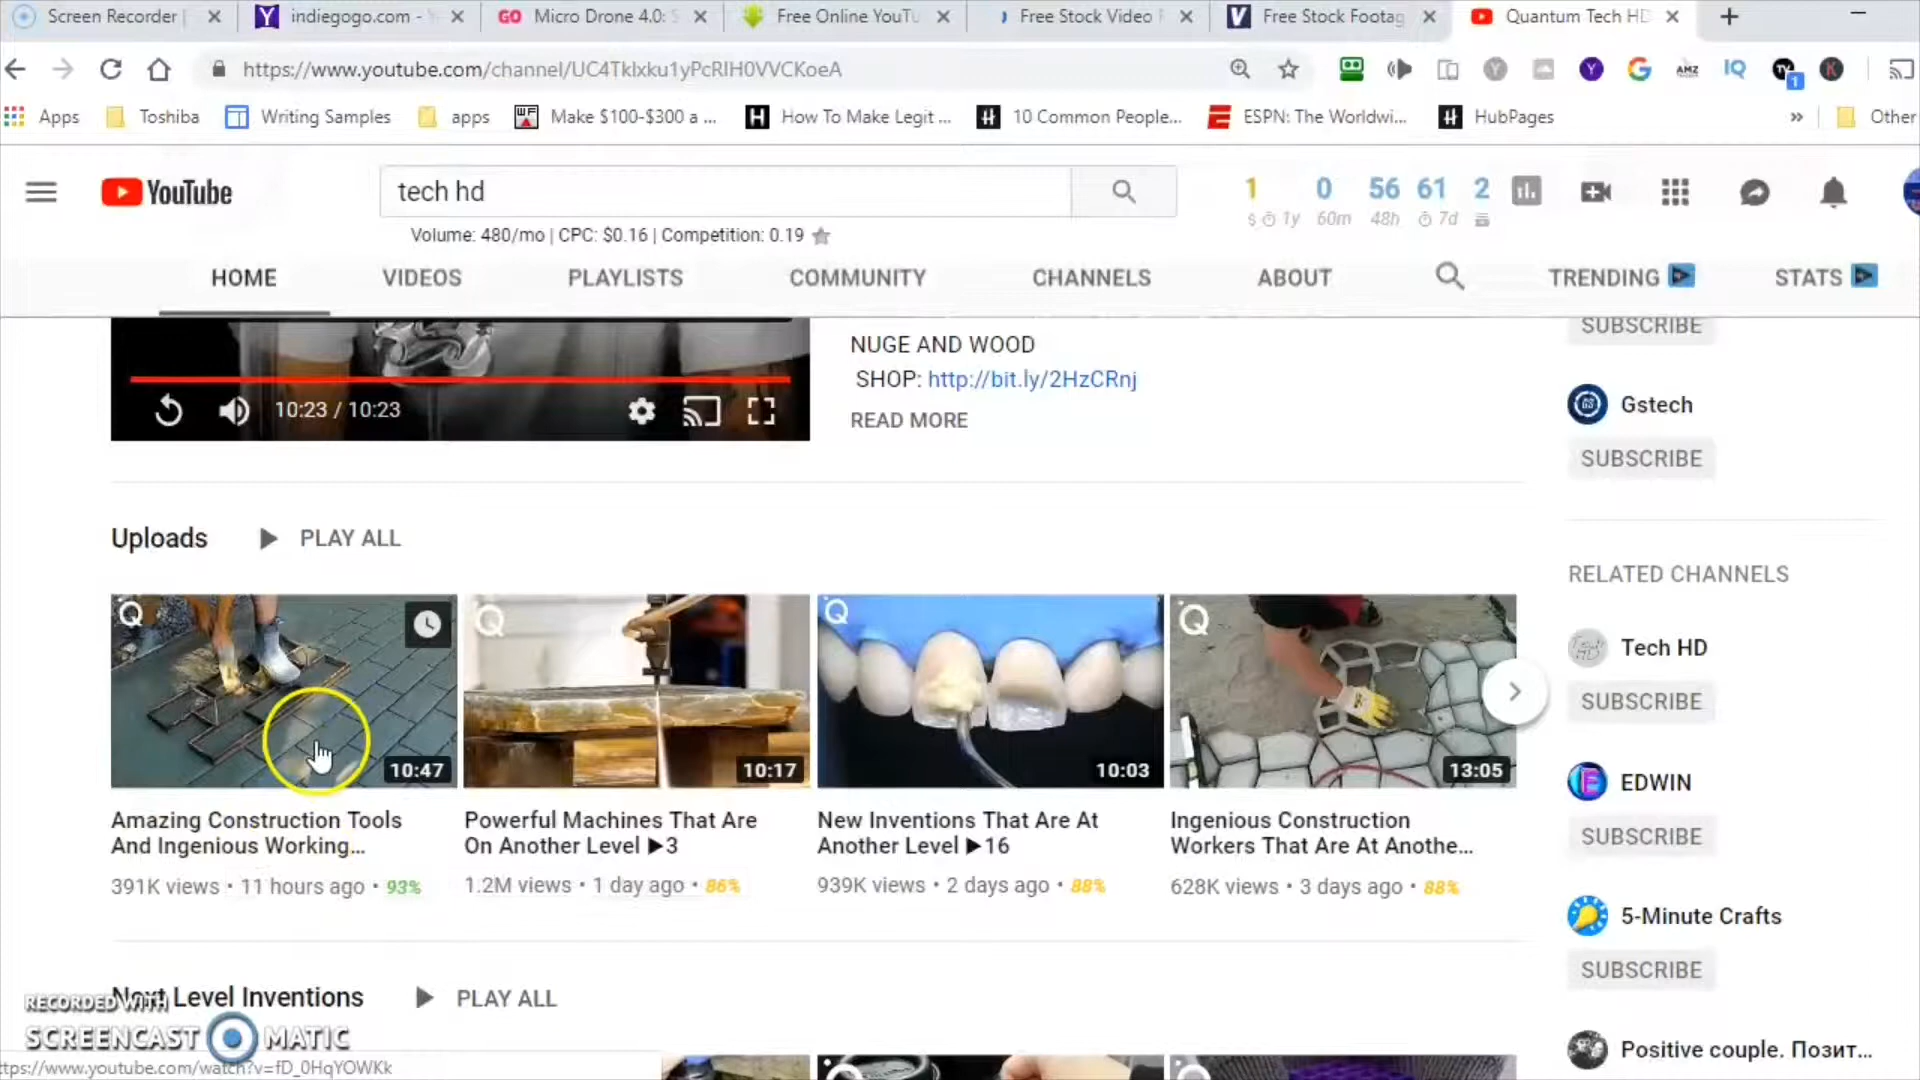 Screen Recorder |
indiegogo.com - Y
GO Micro Drone 4.0: S
Free Online YouTu
Free Stock Video F
Free Stock Footag
Quantum Tech HD
https://www.youtube.com/channel/UC4TkIxku1yPcRIH0VVCKoeA
AMZ
IQ
1
Apps
Toshiba
Writing Samples
apps
Make $100-$300 a ...
How To Make Legit ...
10 Common People...
ESPN: The Worldwi...
HubPages
»
Other
YouTube
tech hd
1 0 56 61 2
$ 1y 60m 48h 7d
Volume: 480/mo | CPC: $0.16 | Competition: 0.19
HOME VIDEOS PLAYLISTS COMMUNITY CHANNELS ABOUT TRENDING STATS
NUGE AND WOOD
SHOP: http://bit.ly/2HzCRnj
READ MORE
10:23 / 10:23
SUBSCRIBE
Gstech
SUBSCRIBE
Uploads PLAY ALL
10:47
10:17
10:03
13:05
Amazing Construction Tools
And Ingenious Working...
391K views • 11 hours ago • 93%
Powerful Machines That Are
On Another Level ►3
1.2M views • 1 day ago • 86%
New Inventions That Are At
Another Level ►16
939K views • 2 days ago • 88%
Ingenious Construction
Workers That Are At Anothe...
628K views • 3 days ago • 88%
RELATED CHANNELS
Tech HD
SUBSCRIBE
EDWIN
SUBSCRIBE
5-Minute Crafts
SUBSCRIBE
Positive couple. Позит...
Next Level Inventions PLAY ALL
RECORDED WITH
SCREENCAST MATIC
ttps://www.youtube.com/watch?v=fD_0HqYOWKk